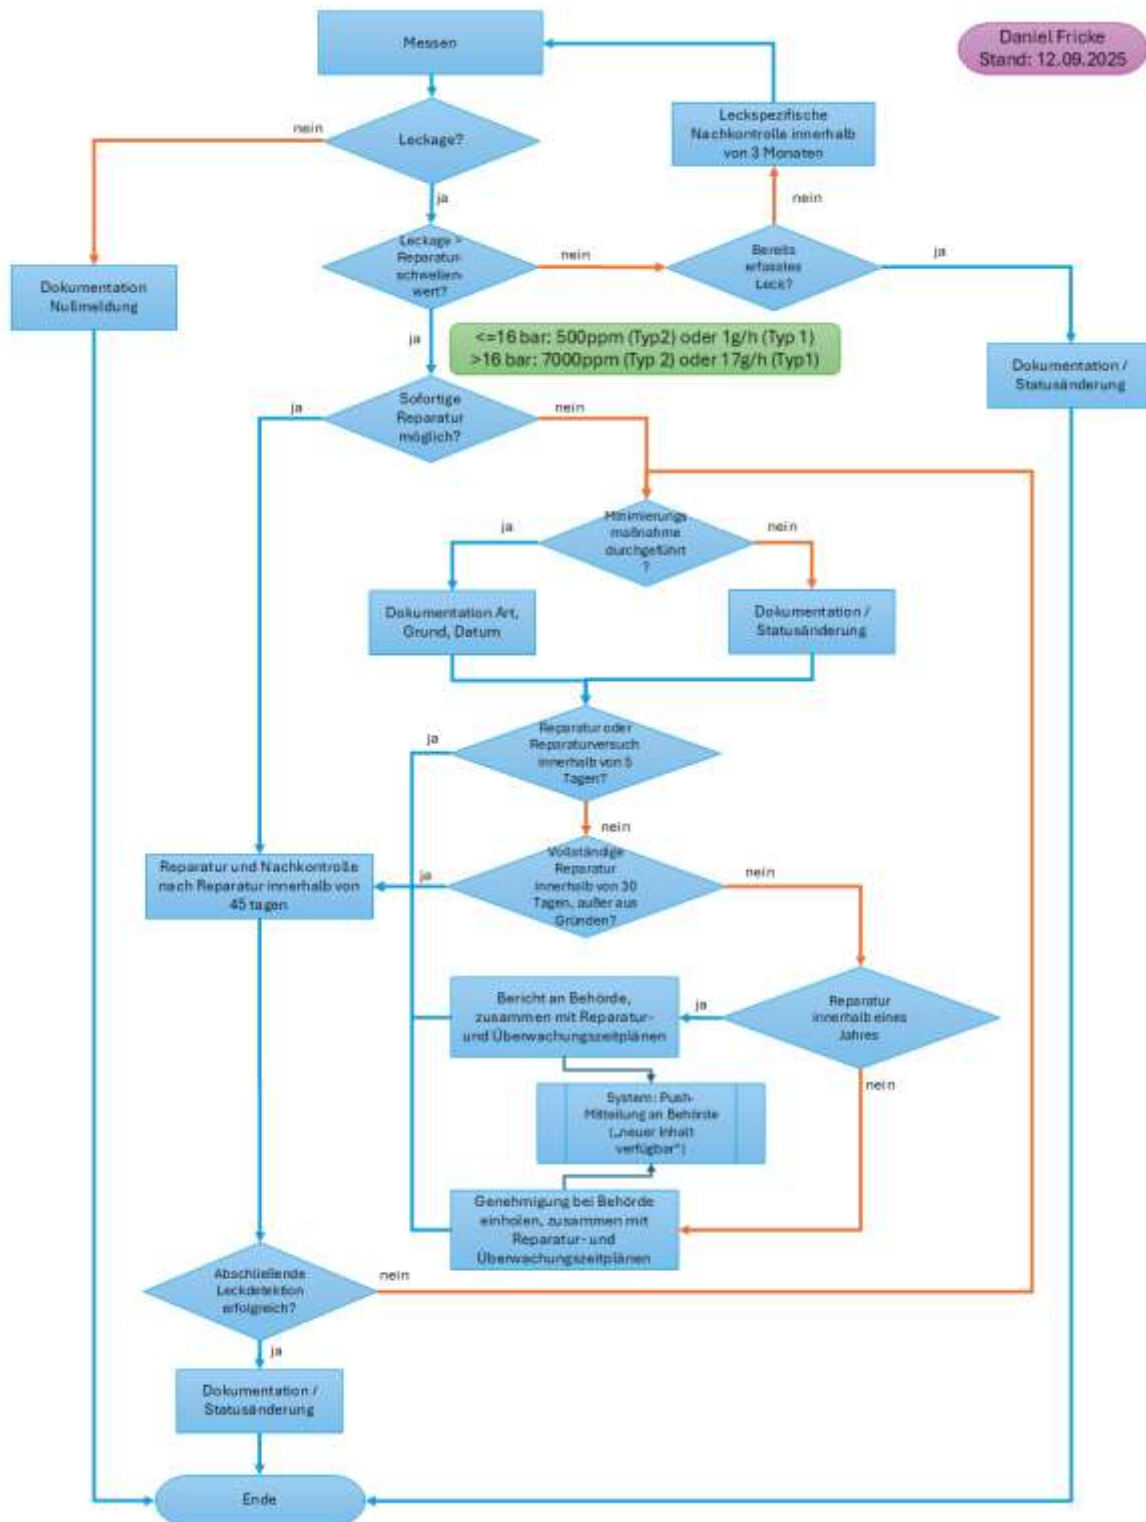 Daniel Fricke
Stand: 12.09.2025
Messen
Leckspezifische
Nachkontrolle innerhalb
von 3 Monaten
nein
Leckage?
ja
nein
Leckage >
Reparatur-
schwellen-
wert?
nein
Bereits
erfasstes
Leck?
ja
Dokumentation
Nullmeldung
ja
<=16 bar: 500ppm (Typ2) oder 1g/h (Typ 1)
>16 bar: 7000ppm (Typ 2) oder 17g/h (Typ1)
Dokumentation /
Statusänderung
ja
Sofortige
Reparatur
möglich?
nein
ja
Minimierungs
maßnahme
durchgeführt
?
nein
Dokumentation Art,
Grund, Datum
Dokumentation /
Statusänderung
ja
Reparatur oder
Reparaturversuch
innerhalb von 5
Tagen?
nein
Reparatur und Nachkontrolle
nach Reparatur innerhalb von
45 tagen
ja
Vollständige
Reparatur
innerhalb von 30
Tagen, außer aus
Gründen?
nein
Bericht an Behörde,
zusammen mit Reparatur-
und Überwachungszeitplänen
ja
Reparatur
innerhalb eines
Jahres
nein
System: Push-
Mitteilung an Behörde
(„neuer Inhalt
verfügbar“)
Genehmigung bei Behörde
einholen, zusammen mit
Reparatur- und
Überwachungszeitplänen
Abschließende
Leckdetektion
erfolgreich?
nein
ja
Dokumentation /
Statusänderung
Ende